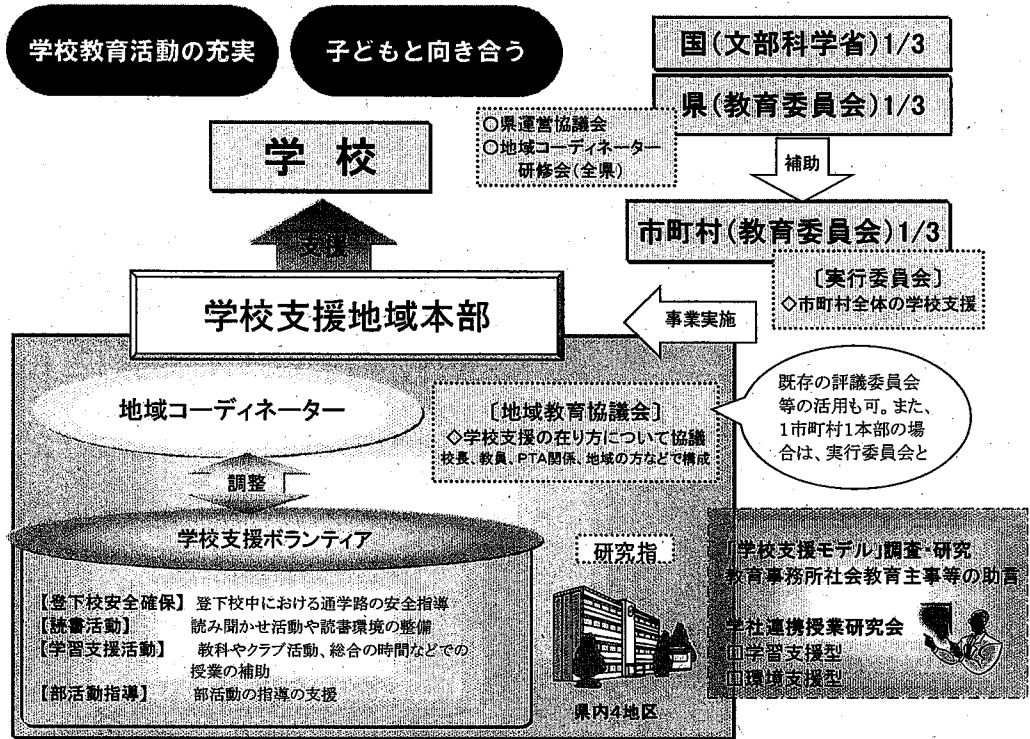 学校教育活動の充実
子どもと向き合う
国(文部科学省)1/3
県(教育委員会)1/3
○県運営協議会
○地域コーディネーター
研修会(全県)
補助
学 校
市町村(教育委員会)1/3
支援
〔実行委員会〕
◇市町村全体の学校支援
学校支援地域本部
事業実施
既存の評議委員会
等の活用も可。また、
1市町村1本部の場
合は、実行委員会と
地域コーディネーター
〔地域教育協議会〕
◇学校支援の在り方について協議
校長、教員、PTA関係、地域の方などで構成
調整
学校支援ボランティア
研究指
「学校支援モデル」調査・研究
教育事務所社会教育主事等の助言
【登下校安全確保】 登下校中における通学路の安全指導
【読書活動】 読み聞かせ活動や読書環境の整備
【学習支援活動】 教科やクラブ活動、総合の時間などでの
授業の補助
【部活動指導】 部活動の指導の支援
学社連携授業研究会
□学習支援型
□環境支援型
県内4地区